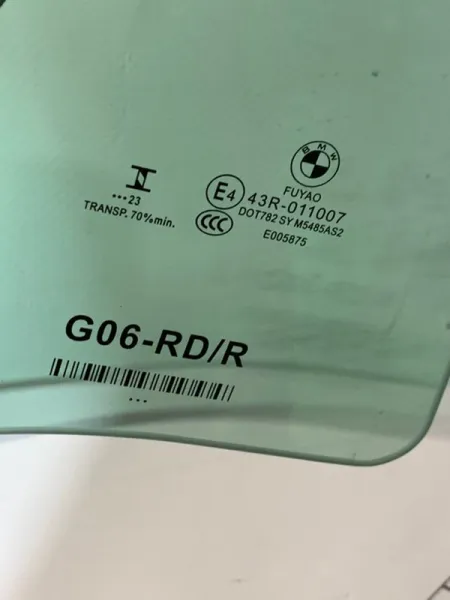 BMW
FUYAO
E4 43R-011007
CCC DOT782 SY M5485AS2
E005875
•••23
TRANSP. 70%min.
G06-RD/R
•••